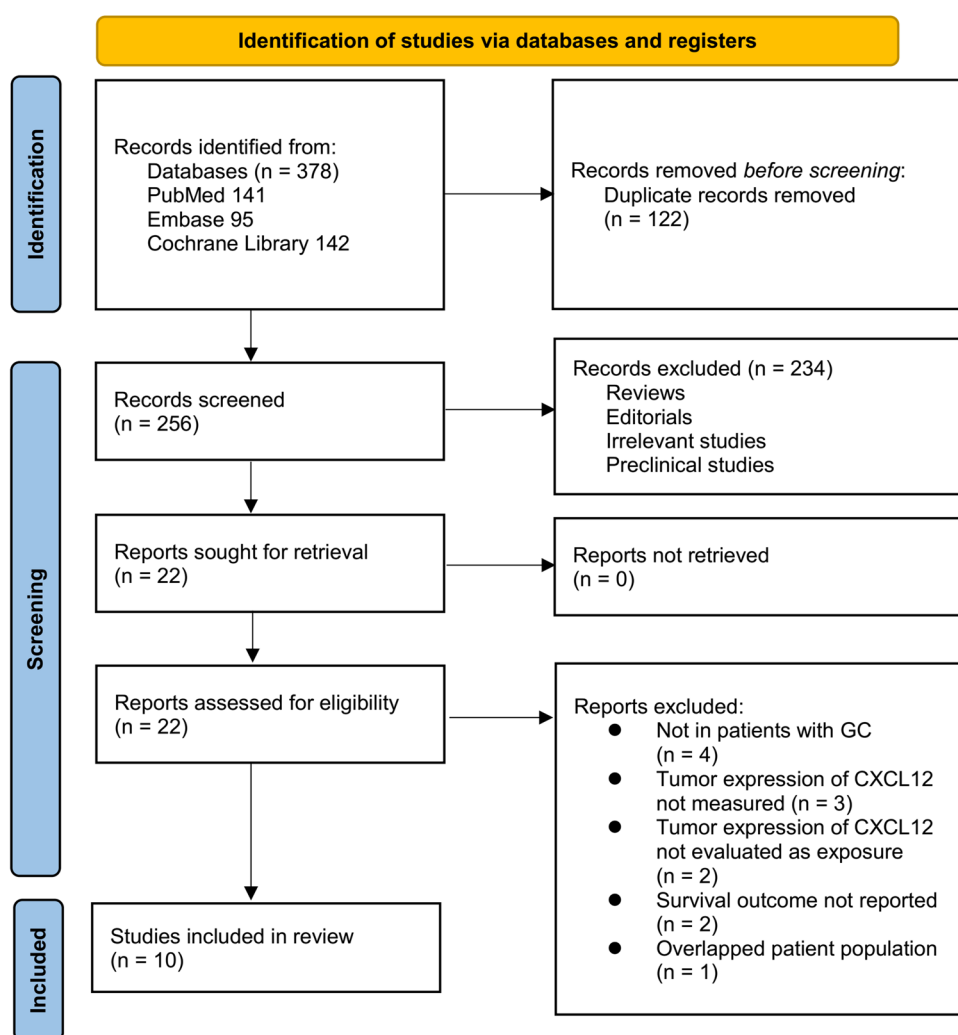 Identification of studies via databases and registers
Identification
Records identified from:
Databases (n = 378)
PubMed 141
Embase 95
Cochrane Library 142
Records removed before screening:
Duplicate records removed
(n = 122)
Screening
Records screened
(n = 256)
Records excluded (n = 234)
Reviews
Editorials
Irrelevant studies
Preclinical studies
Reports sought for retrieval
(n = 22)
Reports not retrieved
(n = 0)
Reports assessed for eligibility
(n = 22)
Reports excluded:
● Not in patients with GC
(n = 4)
● Tumor expression of CXCL12
not measured (n = 3)
● Tumor expression of CXCL12
not evaluated as exposure
(n = 2)
● Survival outcome not reported
(n = 2)
● Overlapped patient population
(n = 1)
Included
Studies included in review
(n = 10)